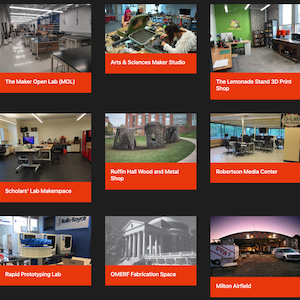 The Maker Open Lab (MOL)
Arts & Sciences Maker Studio
The Lemonade Stand 3D Print
Shop
Scholars' Lab Makerspace
Ruffin Hall Wood and Metal
Shop
Robertson Media Center
Rolls-Royce
Rapid Prototyping Lab
OMERF Fabrication Space
Milton Airfield